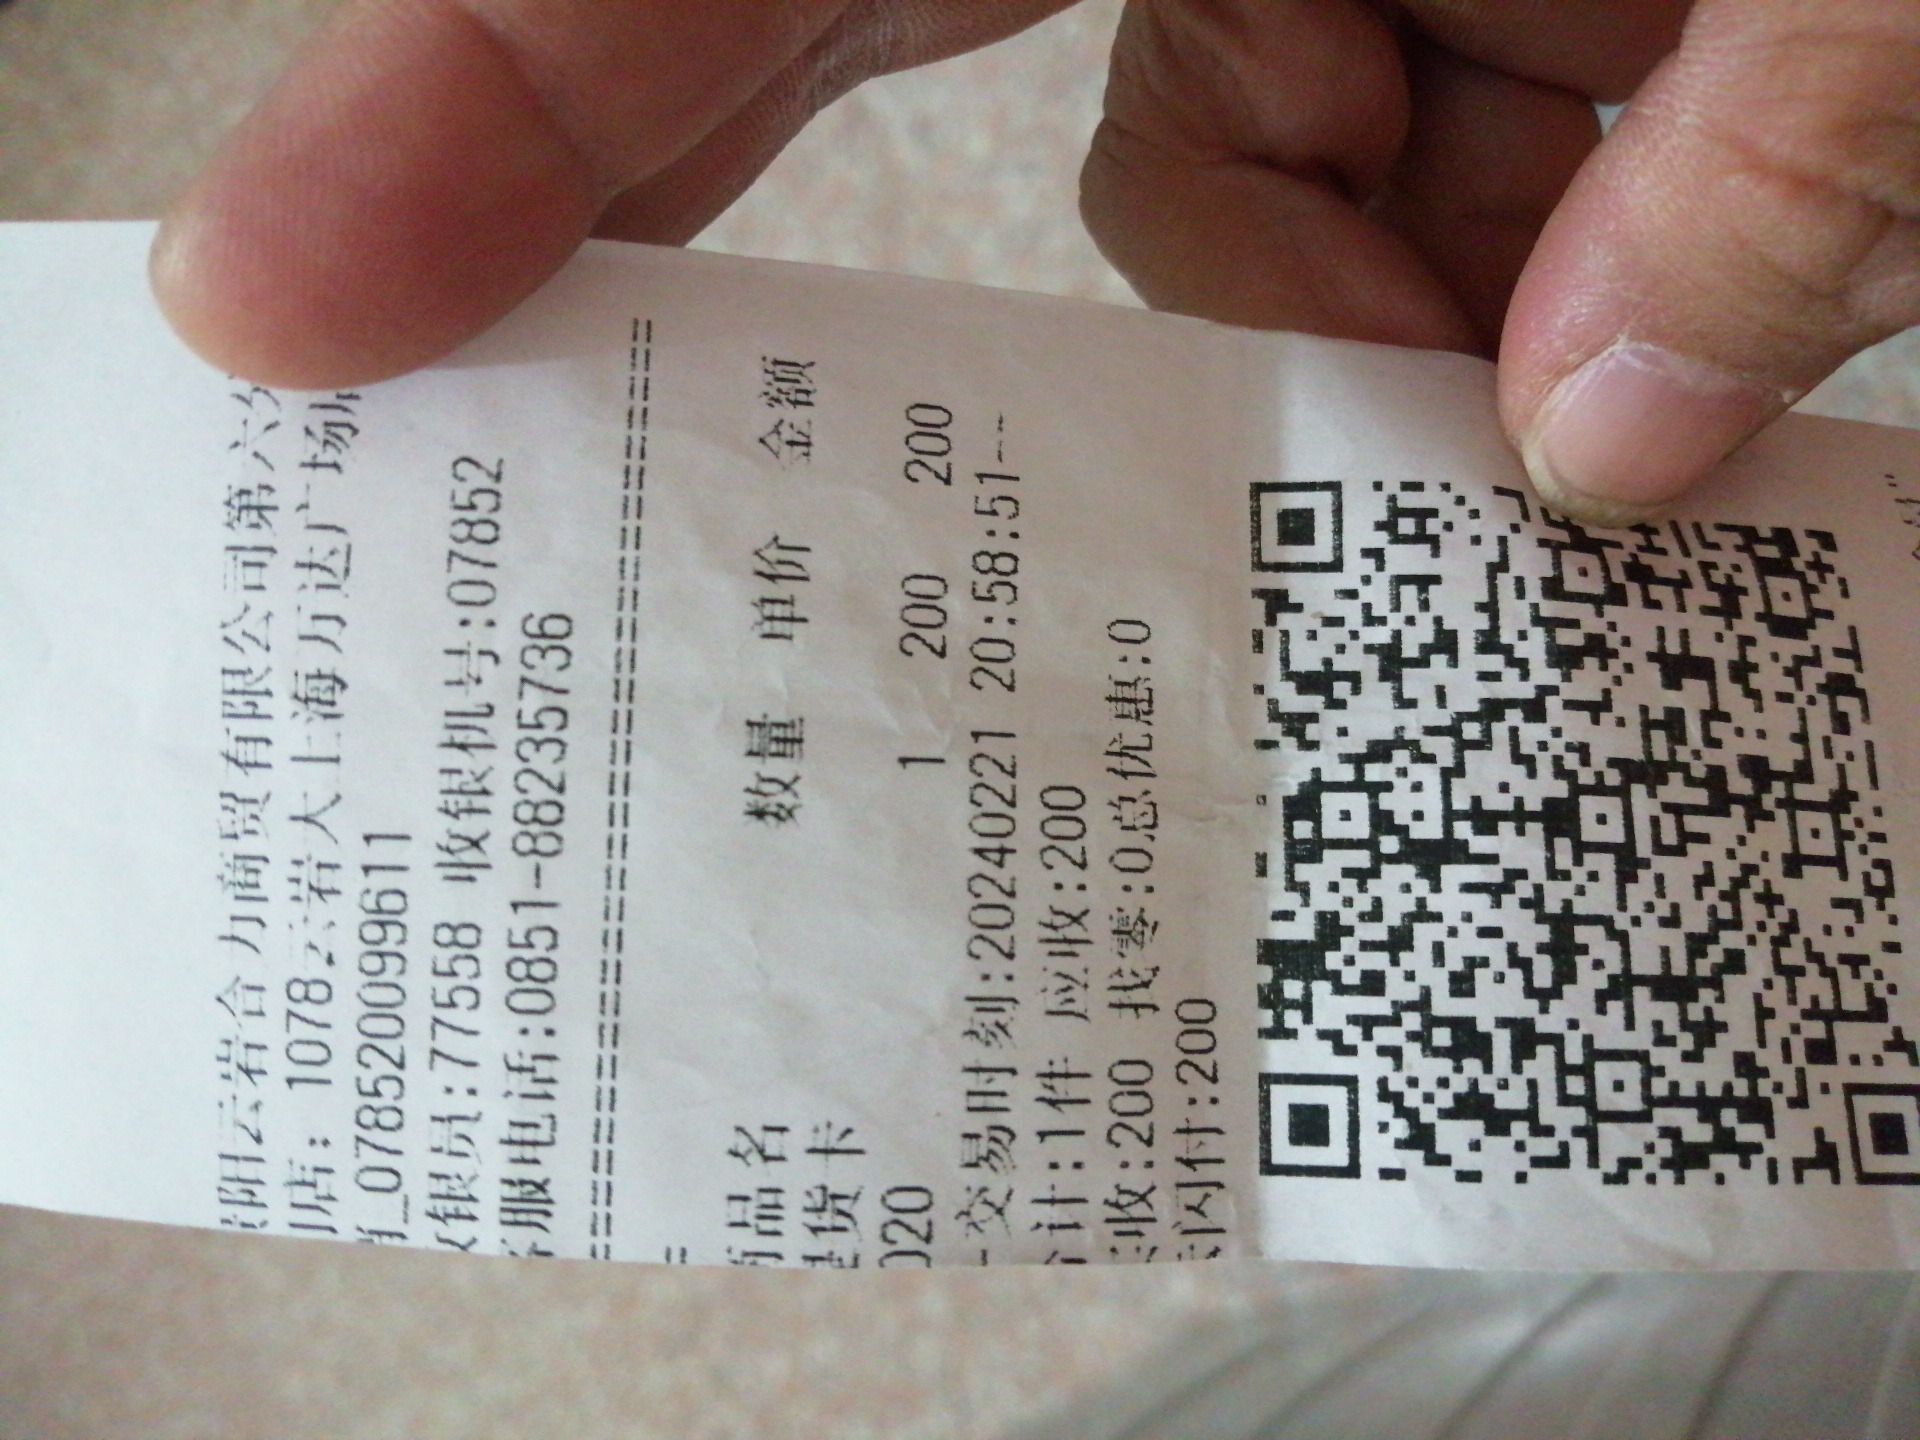 阳云岩合力商贸有限公司第六
店: 1078云岩大上海万达广场
_078520099611
银员:77558 收银机号:07852
服电话:0851-88235736
==================================
==
品名 数量 单价 金额
货卡
020 1 200 200
-交易时刻:20240221 20:58:51--
计:1件 应收:200
收:200 找零:0总优惠:0
闪付:200